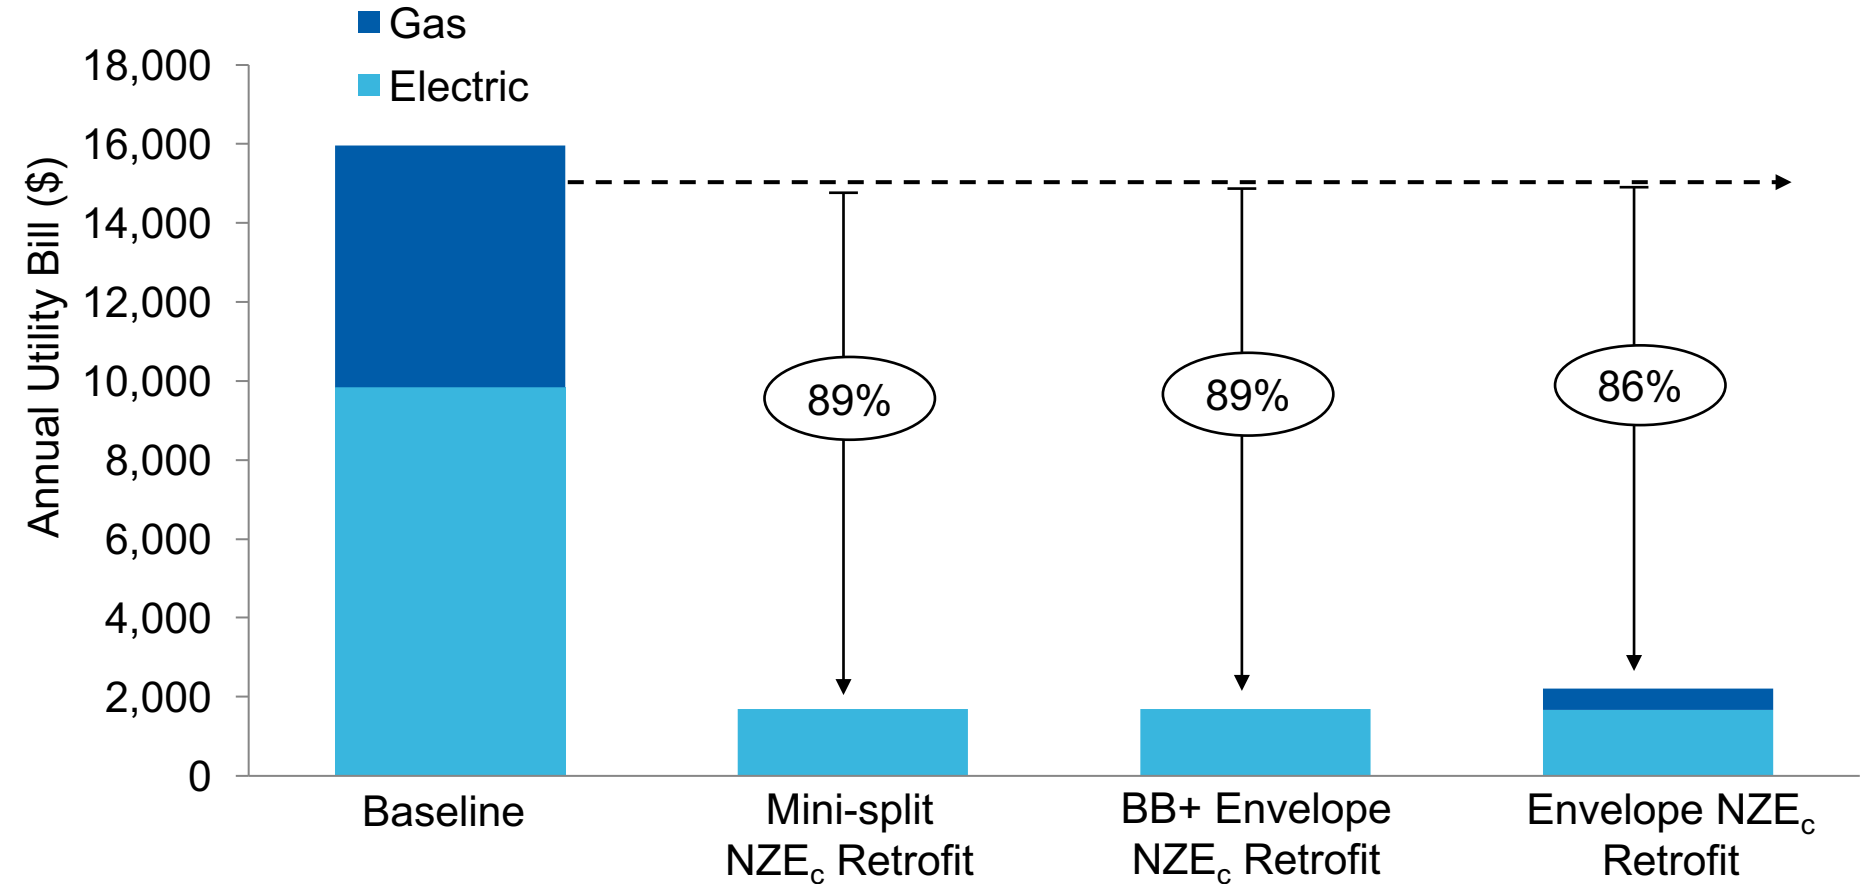 Gas
Electric
Annual Utility Bill ($)
18,000
16,000
14,000
12,000
10,000
8,000
6,000
4,000
2,000
0
89%
89%
86%
Baseline
Mini-split
NZEc Retrofit
BB+ Envelope
NZEc Retrofit
Envelope NZEc
Retrofit